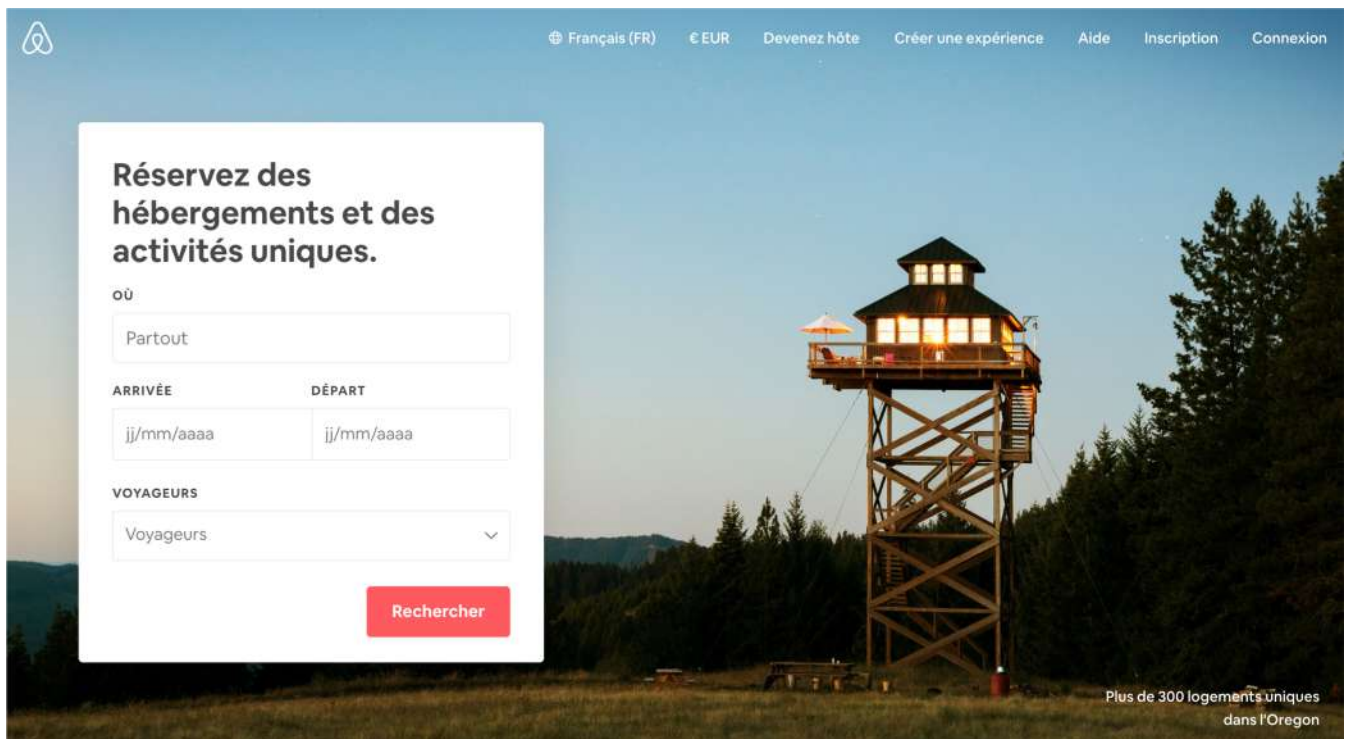 Français (FR) € EUR Devenez hôte Créer une expérience Aide Inscription Connexion
Réservez des
hébergements et des
activités uniques.
OÙ
Partout
ARRIVÉE DÉPART
jj/mm/aaaa jj/mm/aaaa
VOYAGEURS
Voyageurs
Rechercher
Plus de 300 logements uniques
dans l'Oregon